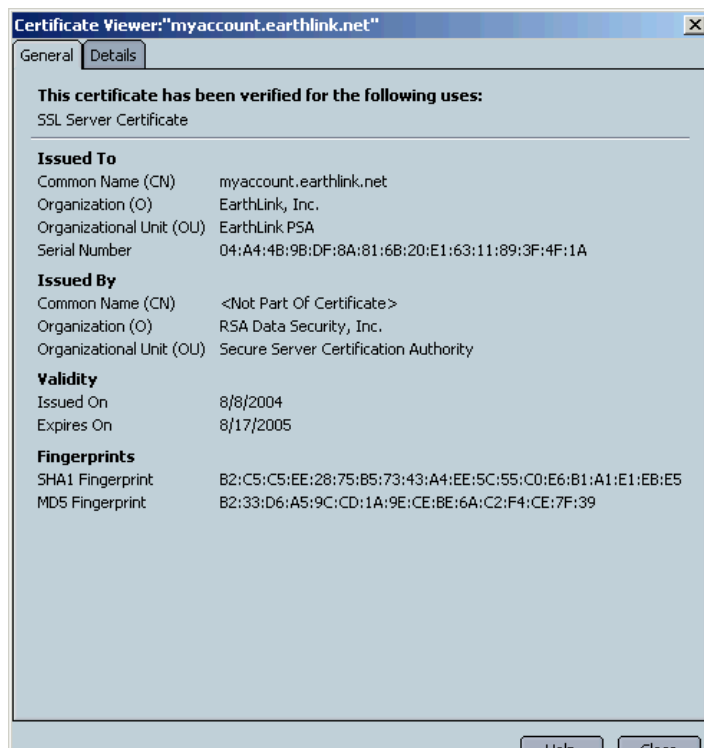 Certificate Viewer:"myaccount.earthlink.net"
General Details
This certificate has been verified for the following uses:
SSL Server Certificate
Issued To
Common Name (CN) myaccount.earthlink.net
Organization (O) EarthLink, Inc.
Organizational Unit (OU) EarthLink PSA
Serial Number 04:A4:4B:9B:DF:8A:81:6B:20:E1:63:11:89:3F:4F:1A
Issued By
Common Name (CN) <Not Part Of Certificate>
Organization (O) RSA Data Security, Inc.
Organizational Unit (OU) Secure Server Certification Authority
Validity
Issued On 8/8/2004
Expires On 8/17/2005
Fingerprints
SHA1 Fingerprint B2:C5:C5:EE:28:75:B5:73:43:A4:EE:5C:55:C0:E6:B1:A1:E1:EB:E5
MD5 Fingerprint B2:33:D6:A5:9C:CD:1A:9E:CE:BE:6A:C2:F4:CE:7F:39
Help Close